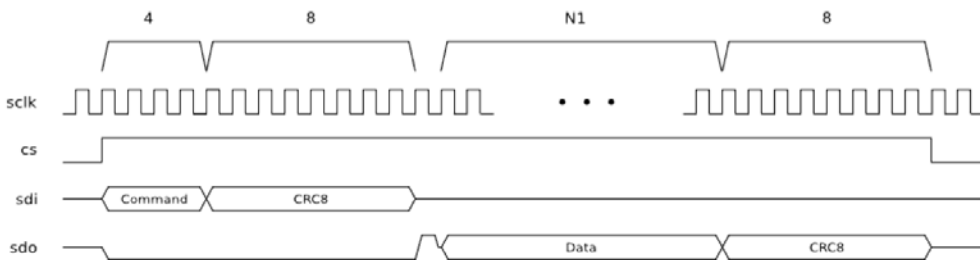 4 8 N1 8
sclk
cs
sdi Command CRC8
sdo Data CRC8